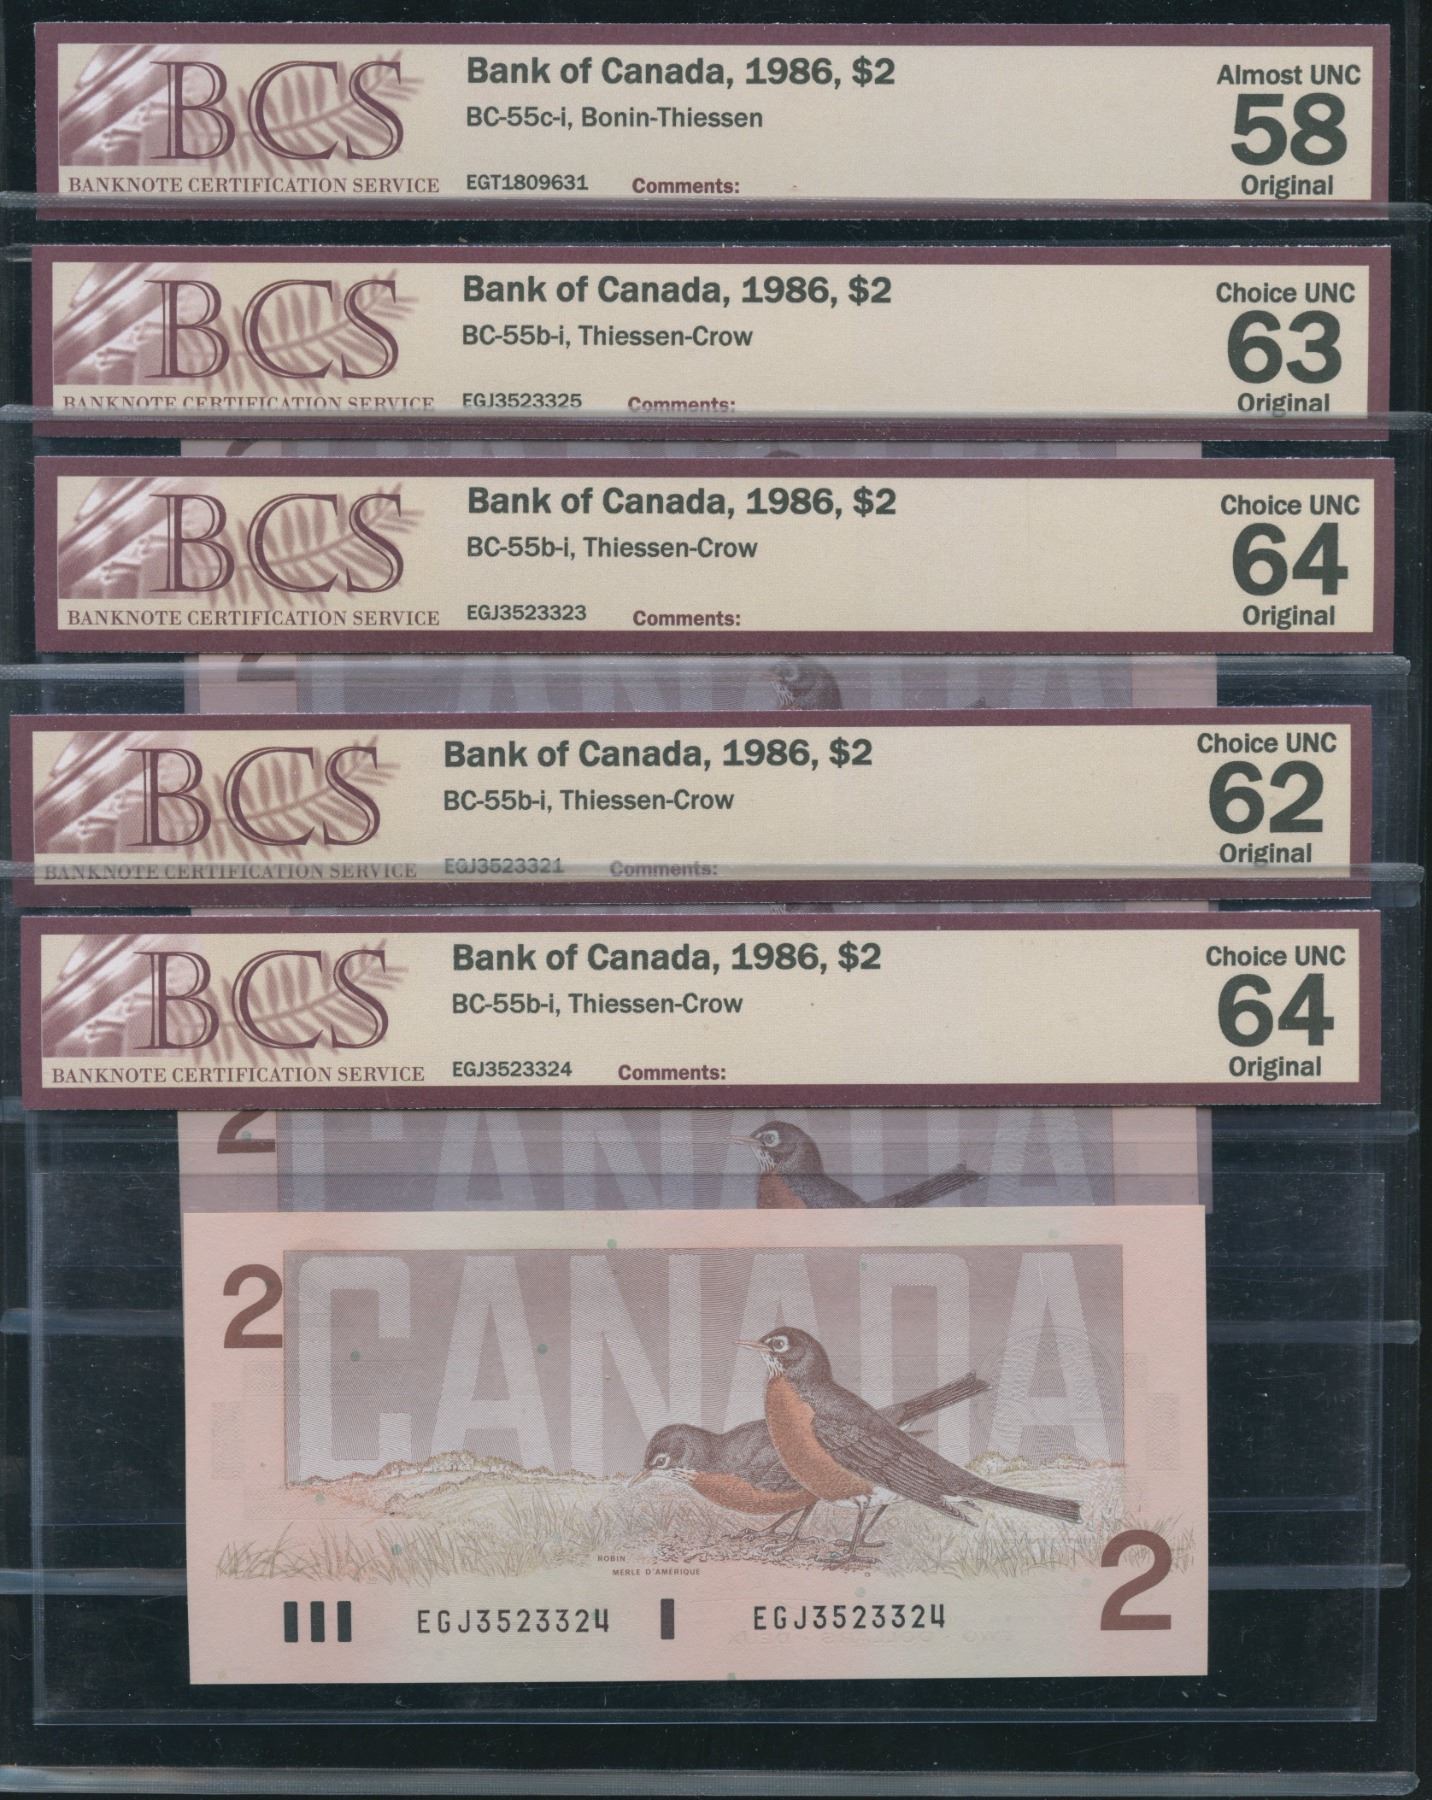 BCS
BANKNOTE CERTIFICATION SERVICE
Bank of Canada, 1986, $2
BC-55c-i, Bonin-Thiessen
EGT1809631 Comments:
Almost UNC
58
Original
BCS
BANKNOTE CERTIFICATION SERVICE
Bank of Canada, 1986, $2
BC-55b-i, Thiessen-Crow
EGJ3523325 Comments:
Choice UNC
63
Original
BCS
BANKNOTE CERTIFICATION SERVICE
Bank of Canada, 1986, $2
BC-55b-i, Thiessen-Crow
EGJ3523323 Comments:
Choice UNC
64
Original
2 CANADA
BCS
BANKNOTE CERTIFICATION SERVICE
Bank of Canada, 1986, $2
BC-55b-i, Thiessen-Crow
EGJ3523321 Comments:
Choice UNC
62
Original
BCS
BANKNOTE CERTIFICATION SERVICE
Bank of Canada, 1986, $2
BC-55b-i, Thiessen-Crow
EGJ3523324 Comments:
Choice UNC
64
Original
2 CANADA
2 CANADA
ROBIN
MERLE D'AMÉRIQUE
EGJ3523324 EGJ3523324 2